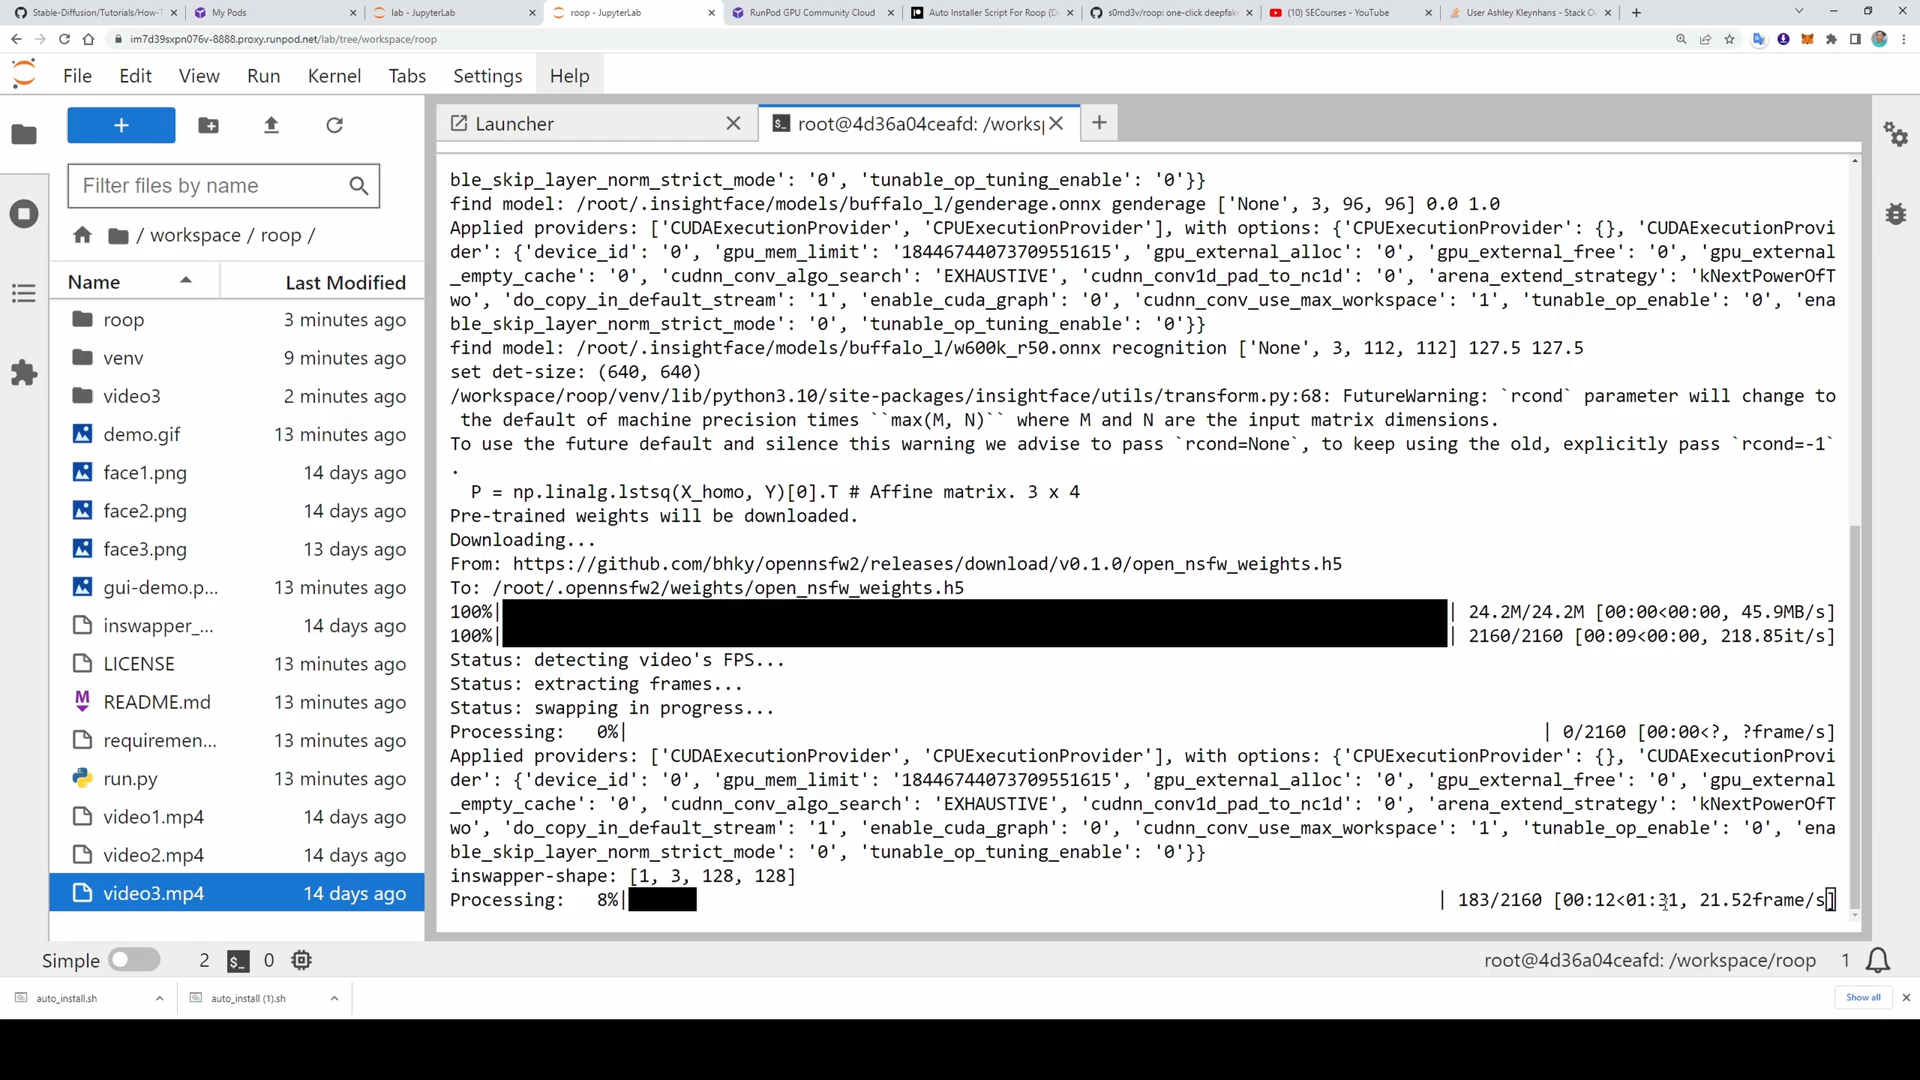 Stable-Diffusion/Tutorials/How-T
My Pods
lab - JupyterLab
roop - JupyterLab
RunPod GPU Community Cloud
Auto Installer Script For Roop (D
s0md3v/roop: one-click deepfak
(10) SECourses - YouTube
User Ashley Kleynhans - Stack O
im7d39sxpn076v-8888.proxy.runpod.net/lab/tree/workspace/roop
File Edit View Run Kernel Tabs Settings Help
Launcher
root@4d36a04ceafd: /works
Filter files by name
/ workspace / roop /
Name Last Modified
roop 3 minutes ago
venv 9 minutes ago
video3 2 minutes ago
demo.gif 13 minutes ago
face1.png 14 days ago
face2.png 14 days ago
face3.png 13 days ago
gui-demo.p... 13 minutes ago
inswapper_... 14 days ago
LICENSE 13 minutes ago
README.md 13 minutes ago
requiremen... 13 minutes ago
run.py 13 minutes ago
video1.mp4 14 days ago
video2.mp4 14 days ago
video3.mp4 14 days ago
ble_skip_layer_norm_strict_mode': '0', 'tunable_op_tuning_enable': '0'}}
find model: /root/.insightface/models/buffalo_l/genderage.onnx genderage ['None', 3, 96, 96] 0.0 1.0
Applied providers: ['CUDAExecutionProvider', 'CPUExecutionProvider'], with options: {'CPUExecutionProvider': {}, 'CUDAExecutionProvi
der': {'device_id': '0', 'gpu_mem_limit': '18446744073709551615', 'gpu_external_alloc': '0', 'gpu_external_free': '0', 'gpu_external
_empty_cache': '0', 'cudnn_conv_algo_search': 'EXHAUSTIVE', 'cudnn_conv1d_pad_to_nc1d': '0', 'arena_extend_strategy': 'kNextPowerOfT
wo', 'do_copy_in_default_stream': '1', 'enable_cuda_graph': '0', 'cudnn_conv_use_max_workspace': '1', 'tunable_op_enable': '0', 'ena
ble_skip_layer_norm_strict_mode': '0', 'tunable_op_tuning_enable': '0'}}
find model: /root/.insightface/models/buffalo_l/w600k_r50.onnx recognition ['None', 3, 112, 112] 127.5 127.5
set det-size: (640, 640)
/workspace/roop/venv/lib/python3.10/site-packages/insightface/utils/transform.py:68: FutureWarning: `rcond` parameter will change to
the default of machine precision times ``max(M, N)`` where M and N are the input matrix dimensions.
To use the future default and silence this warning we advise to pass `rcond=None`, to keep using the old, explicitly pass `rcond=-1`
.
P = np.linalg.lstsq(X_homo, Y)[0].T # Affine matrix. 3 x 4
Pre-trained weights will be downloaded.
Downloading...
From: https://github.com/bhky/opennsfw2/releases/download/v0.1.0/open_nsfw_weights.h5
To: /root/.opennsfw2/weights/open_nsfw_weights.h5
100%| | 24.2M/24.2M [00:00<00:00, 45.9MB/s]
100%| | 2160/2160 [00:09<00:00, 218.85it/s]
Status: detecting video's FPS...
Status: extracting frames...
Status: swapping in progress...
Processing: 0%| | 0/2160 [00:00<?, ?frame/s]
Applied providers: ['CUDAExecutionProvider', 'CPUExecutionProvider'], with options: {'CPUExecutionProvider': {}, 'CUDAExecutionProvi
der': {'device_id': '0', 'gpu_mem_limit': '18446744073709551615', 'gpu_external_alloc': '0', 'gpu_external_free': '0', 'gpu_external
_empty_cache': '0', 'cudnn_conv_algo_search': 'EXHAUSTIVE', 'cudnn_conv1d_pad_to_nc1d': '0', 'arena_extend_strategy': 'kNextPowerOfT
wo', 'do_copy_in_default_stream': '1', 'enable_cuda_graph': '0', 'cudnn_conv_use_max_workspace': '1', 'tunable_op_enable': '0', 'ena
ble_skip_layer_norm_strict_mode': '0', 'tunable_op_tuning_enable': '0'}}
inswapper-shape: [1, 3, 128, 128]
Processing: 8%| | 183/2160 [00:12<01:31, 21.52frame/s]
Simple 2 0 root@4d36a04ceafd: /workspace/roop 1
auto_install.sh
auto_install (1).sh
Show all